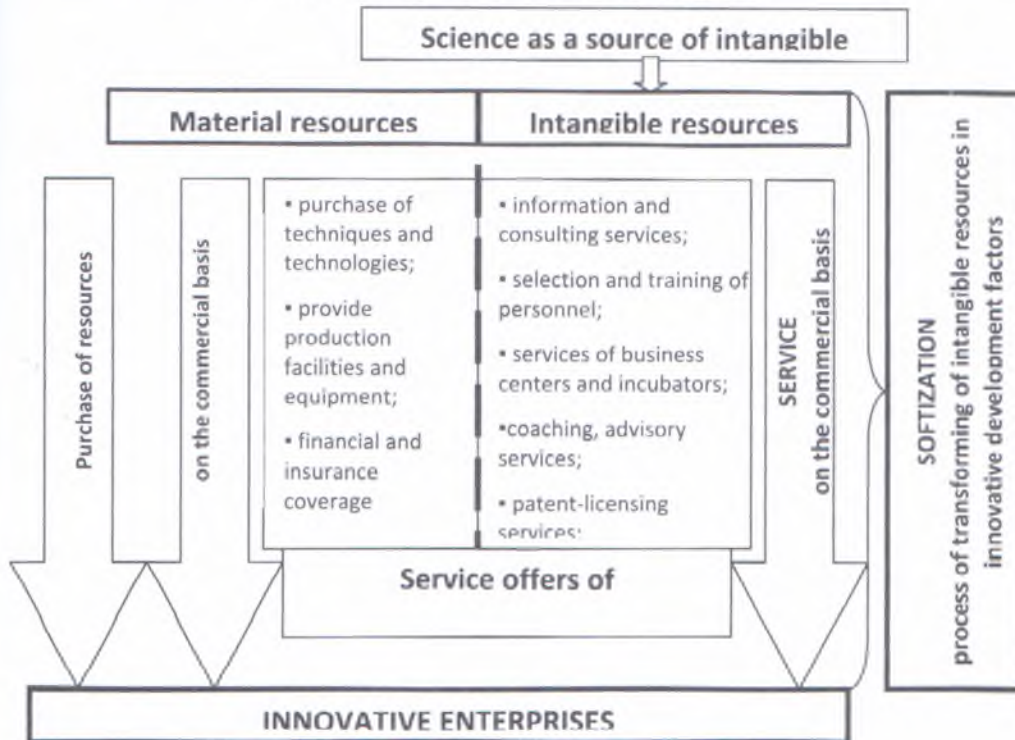 Science as a source of intangible
Material resources
Intangible resources
Purchase of resources
on the commercial basis
▪ purchase of
techniques and
technologies;
▪ provide
production
facilities and
equipment;
▪ financial and
insurance
coverage
▪ information and
consulting services;
▪ selection and training of
personnel;
▪ services of business
centers and incubators;
▪coaching, advisory
services;
▪ patent-licensing
services;
SERVICE
on the commercial basis
SOFTIZATION
process of transforming of intangible resources in
innovative development factors
Service offers of
INNOVATIVE ENTERPRISES